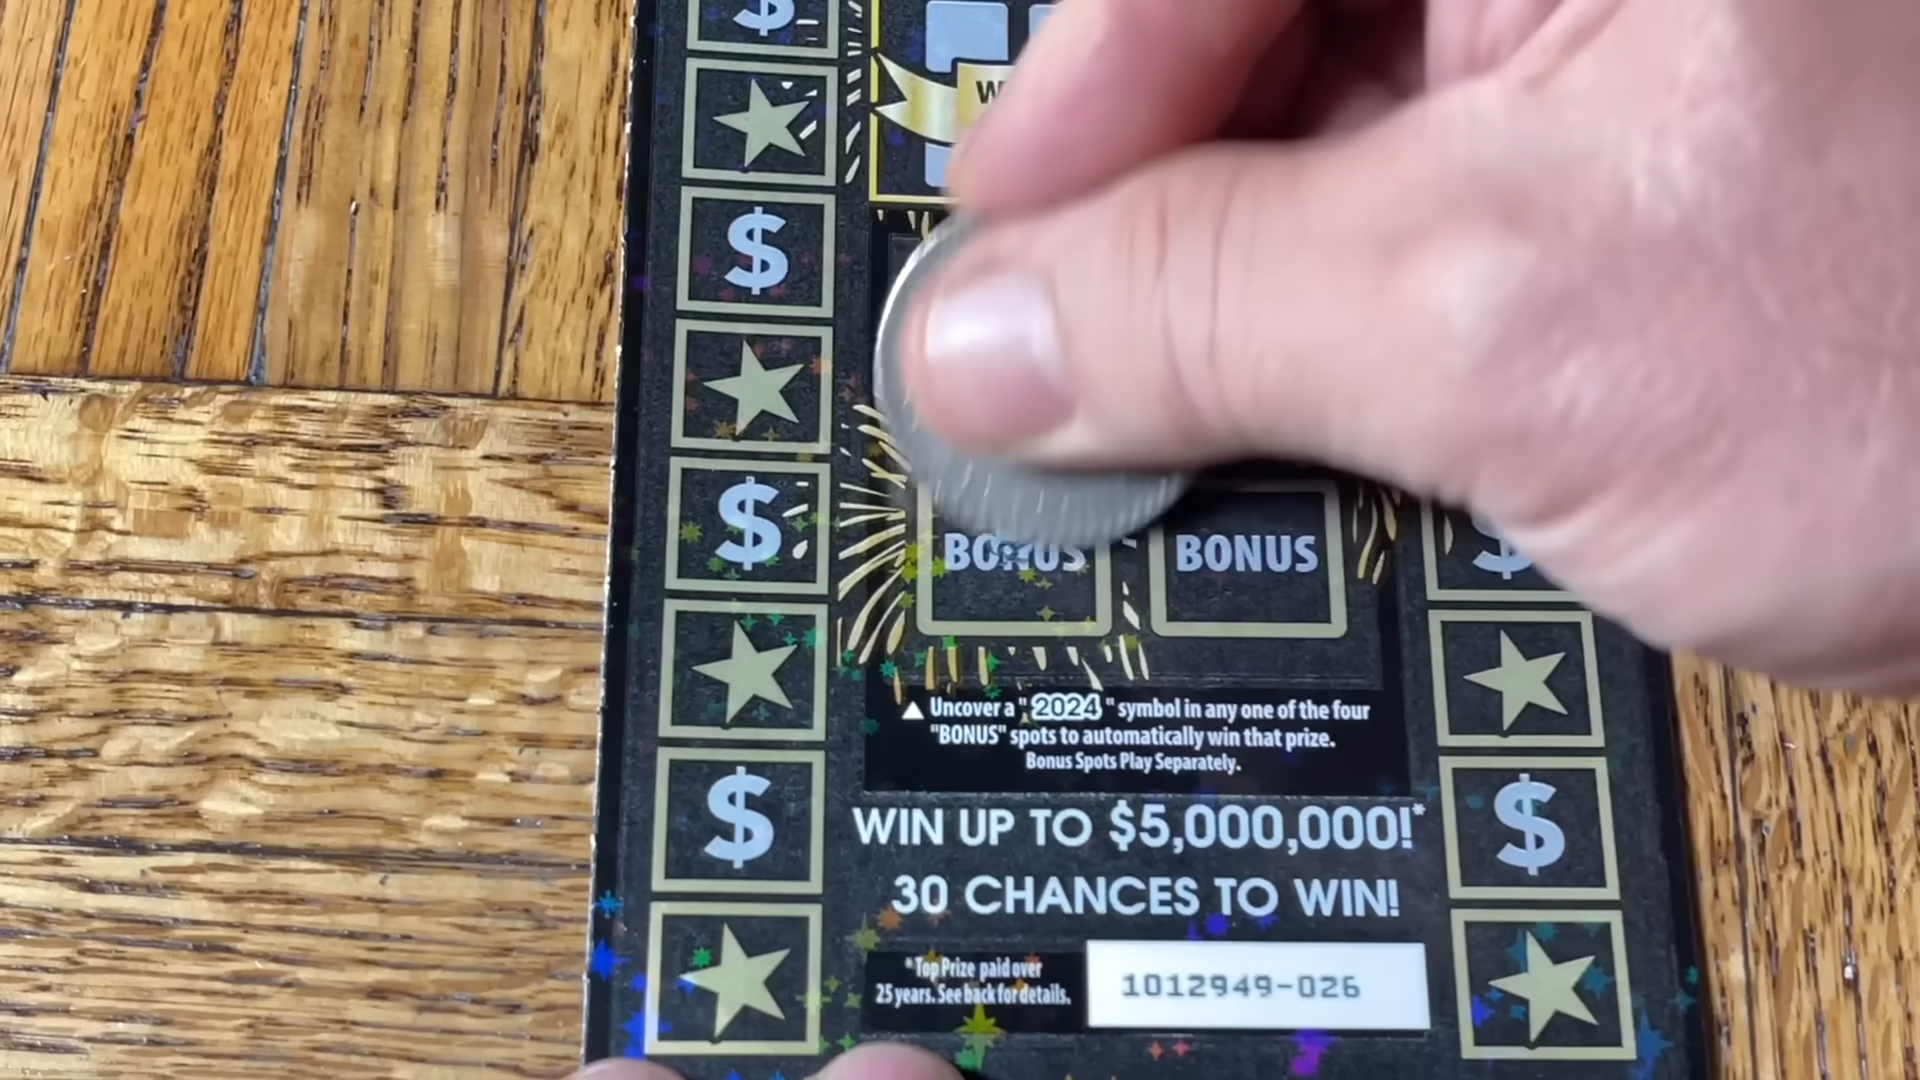 $
$
$
BONUS BONUS
$
▲ Uncover a "2024" symbol in any one of the four
"BONUS" spots to automatically win that prize.
Bonus Spots Play Separately.
WIN UP TO $5,000,000!*
$
$
30 CHANCES TO WIN!
*Top Prize paid over
25 years. See back for details.
1012949-026